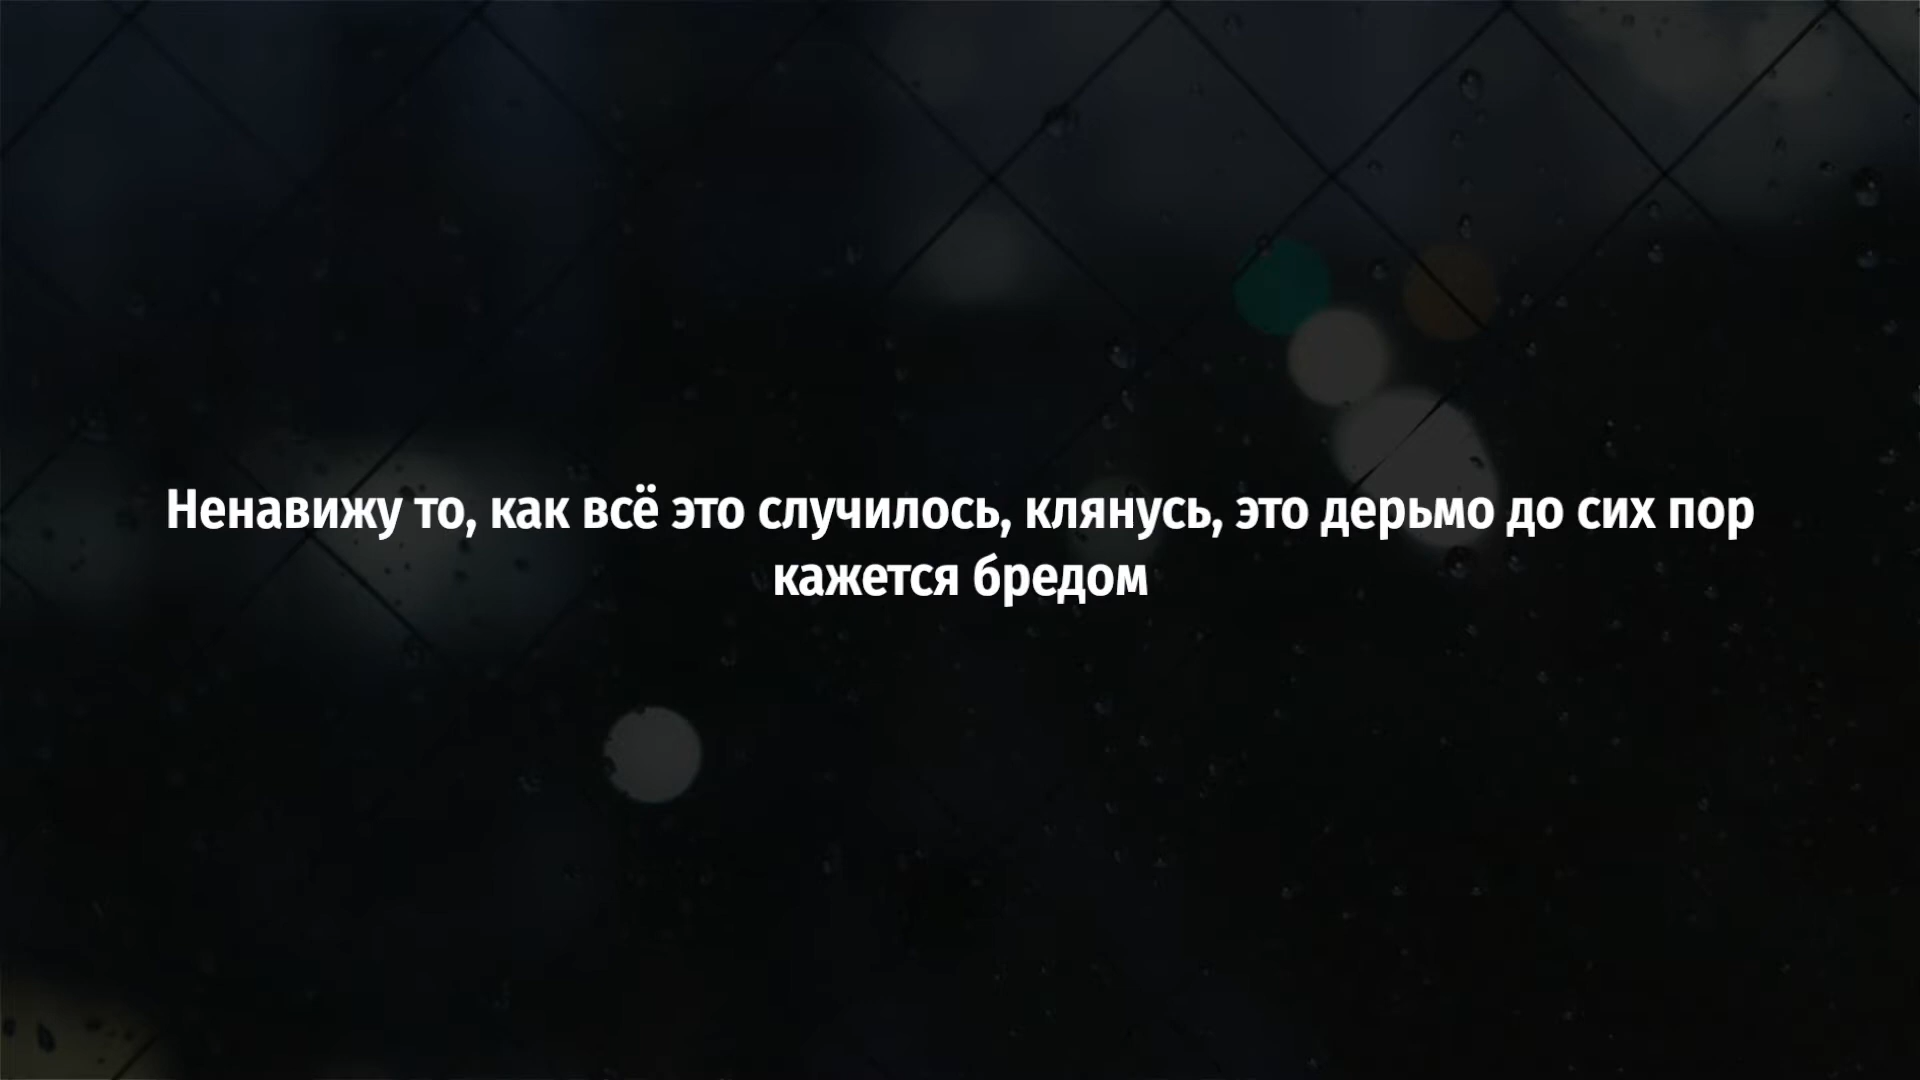 Ненавижу то, как всё это случилось, клянусь, это дерьмо до сих пор
кажется бредом